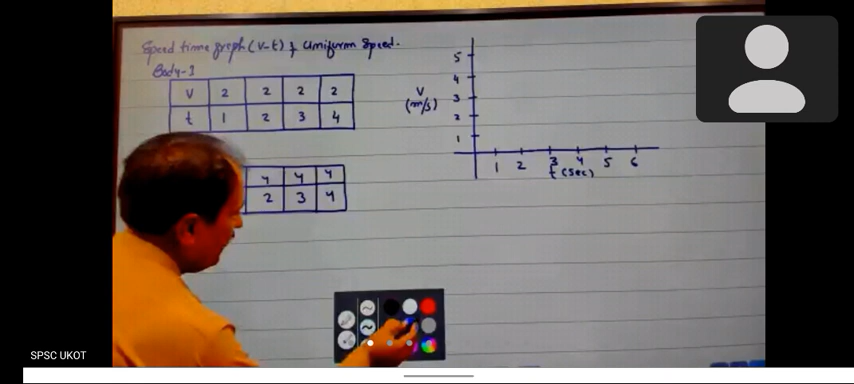 Speed time graph (v-t) of Uniform Speed.
Body-1
V 2 2 2 2
t 1 2 3 4
4 4 4
2 3 4
V
(m/s)
5
4
3
2
1
1 2 3 4 5 6
t (sec)
SPSC UKOT